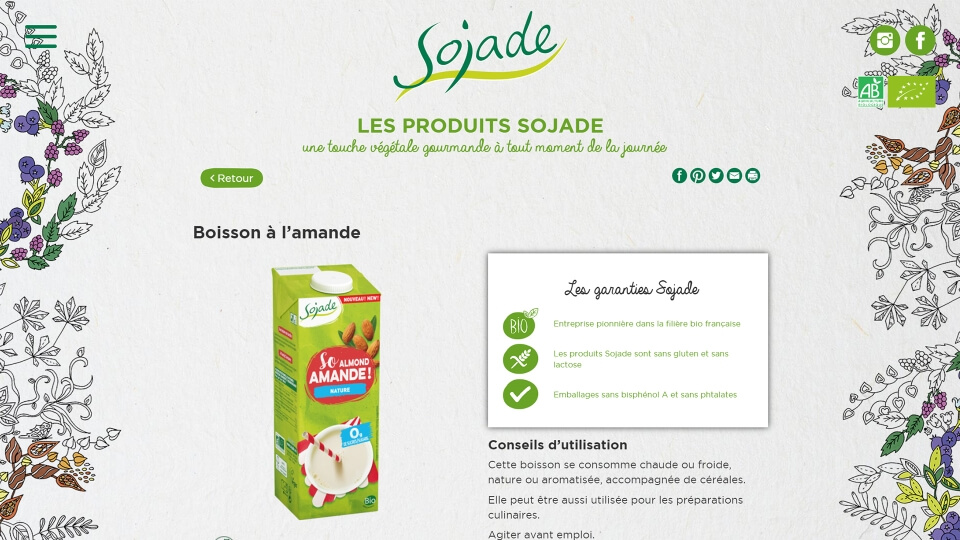 Sojade
AB
AGRICULTURE
BIOLOGIQUE
LES PRODUITS SOJADE
une touche végétale gourmande à tout moment de la journée
Retour
Boisson à l'amande
Sojade
NOUVEAU! NEW!
So ALMOND
AMANDE!
NATURE
0g
Bio
Les garanties Sojade
BIO
Entreprise pionnière dans la filière bio française
Les produits Sojade sont sans gluten et sans
lactose
Emballages sans bisphénol A et sans phtalates
Conseils d'utilisation
Cette boisson se consomme chaude ou froide,
nature ou aromatisée, accompagnée de céréales.
Elle peut être aussi utilisée pour les préparations
culinaires.
Agiter avant emploi.